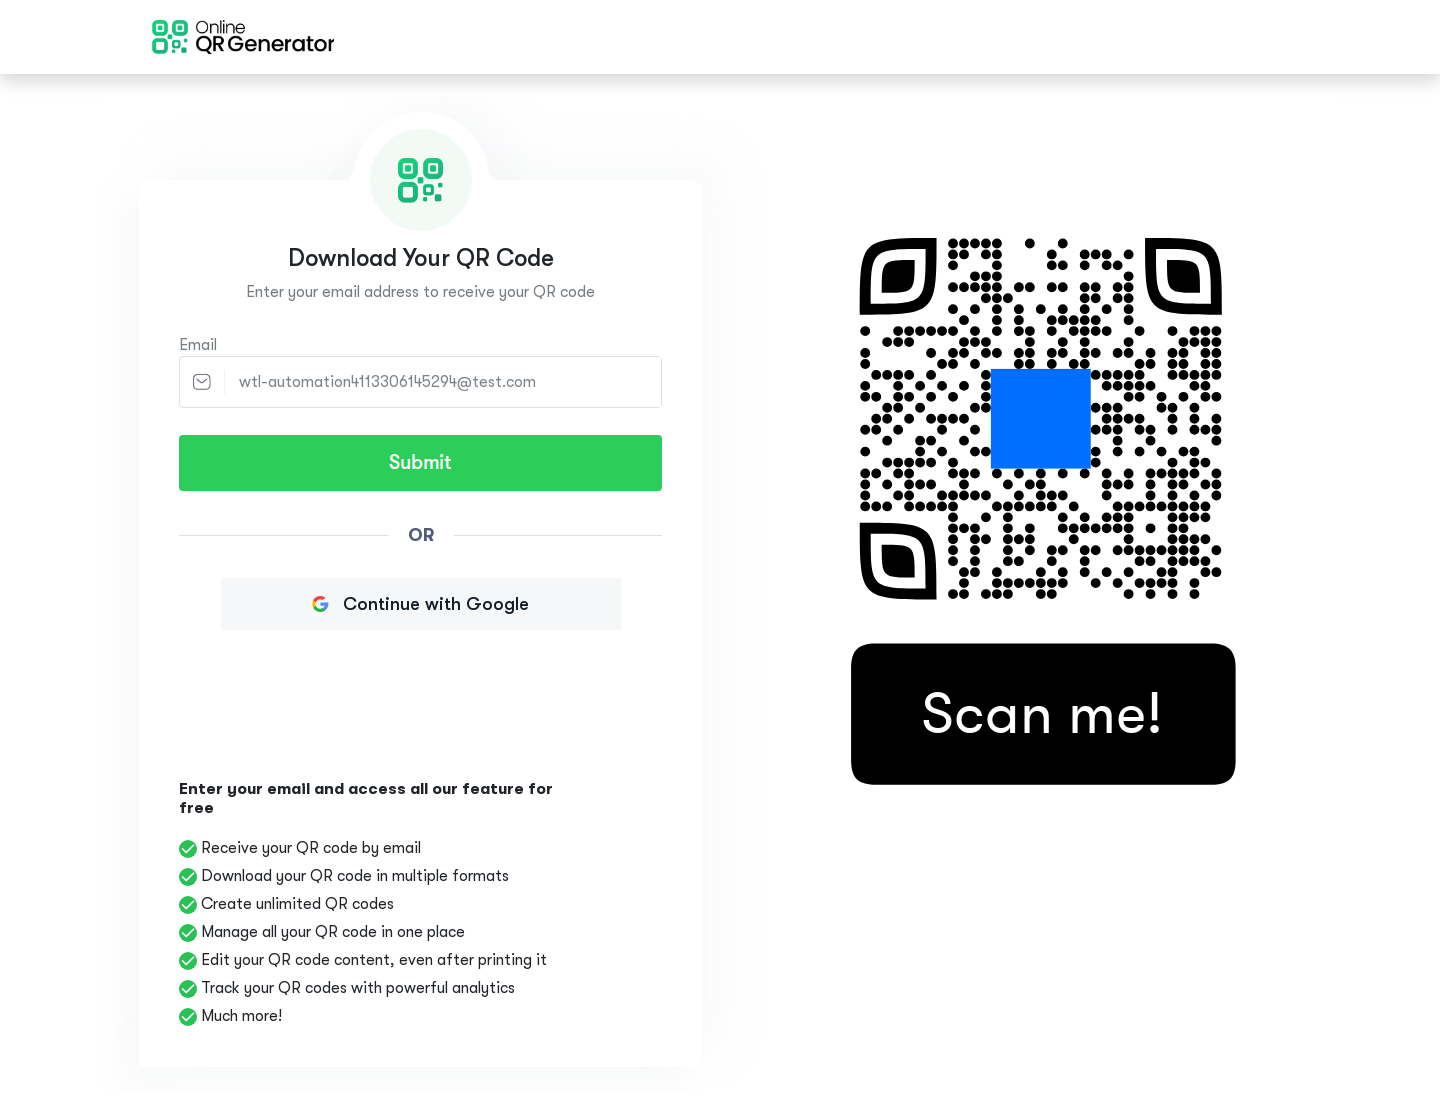 Online
QR Generator
Download Your QR Code
Enter your email address to receive your QR code
Email
wtl-automation4113306145294@test.com
Submit
OR
Continue with Google
Enter your email and access all our feature for
free
Receive your QR code by email
Download your QR code in multiple formats
Create unlimited QR codes
Manage all your QR code in one place
Edit your QR code content, even after printing it
Track your QR codes with powerful analytics
Much more!
Scan me!